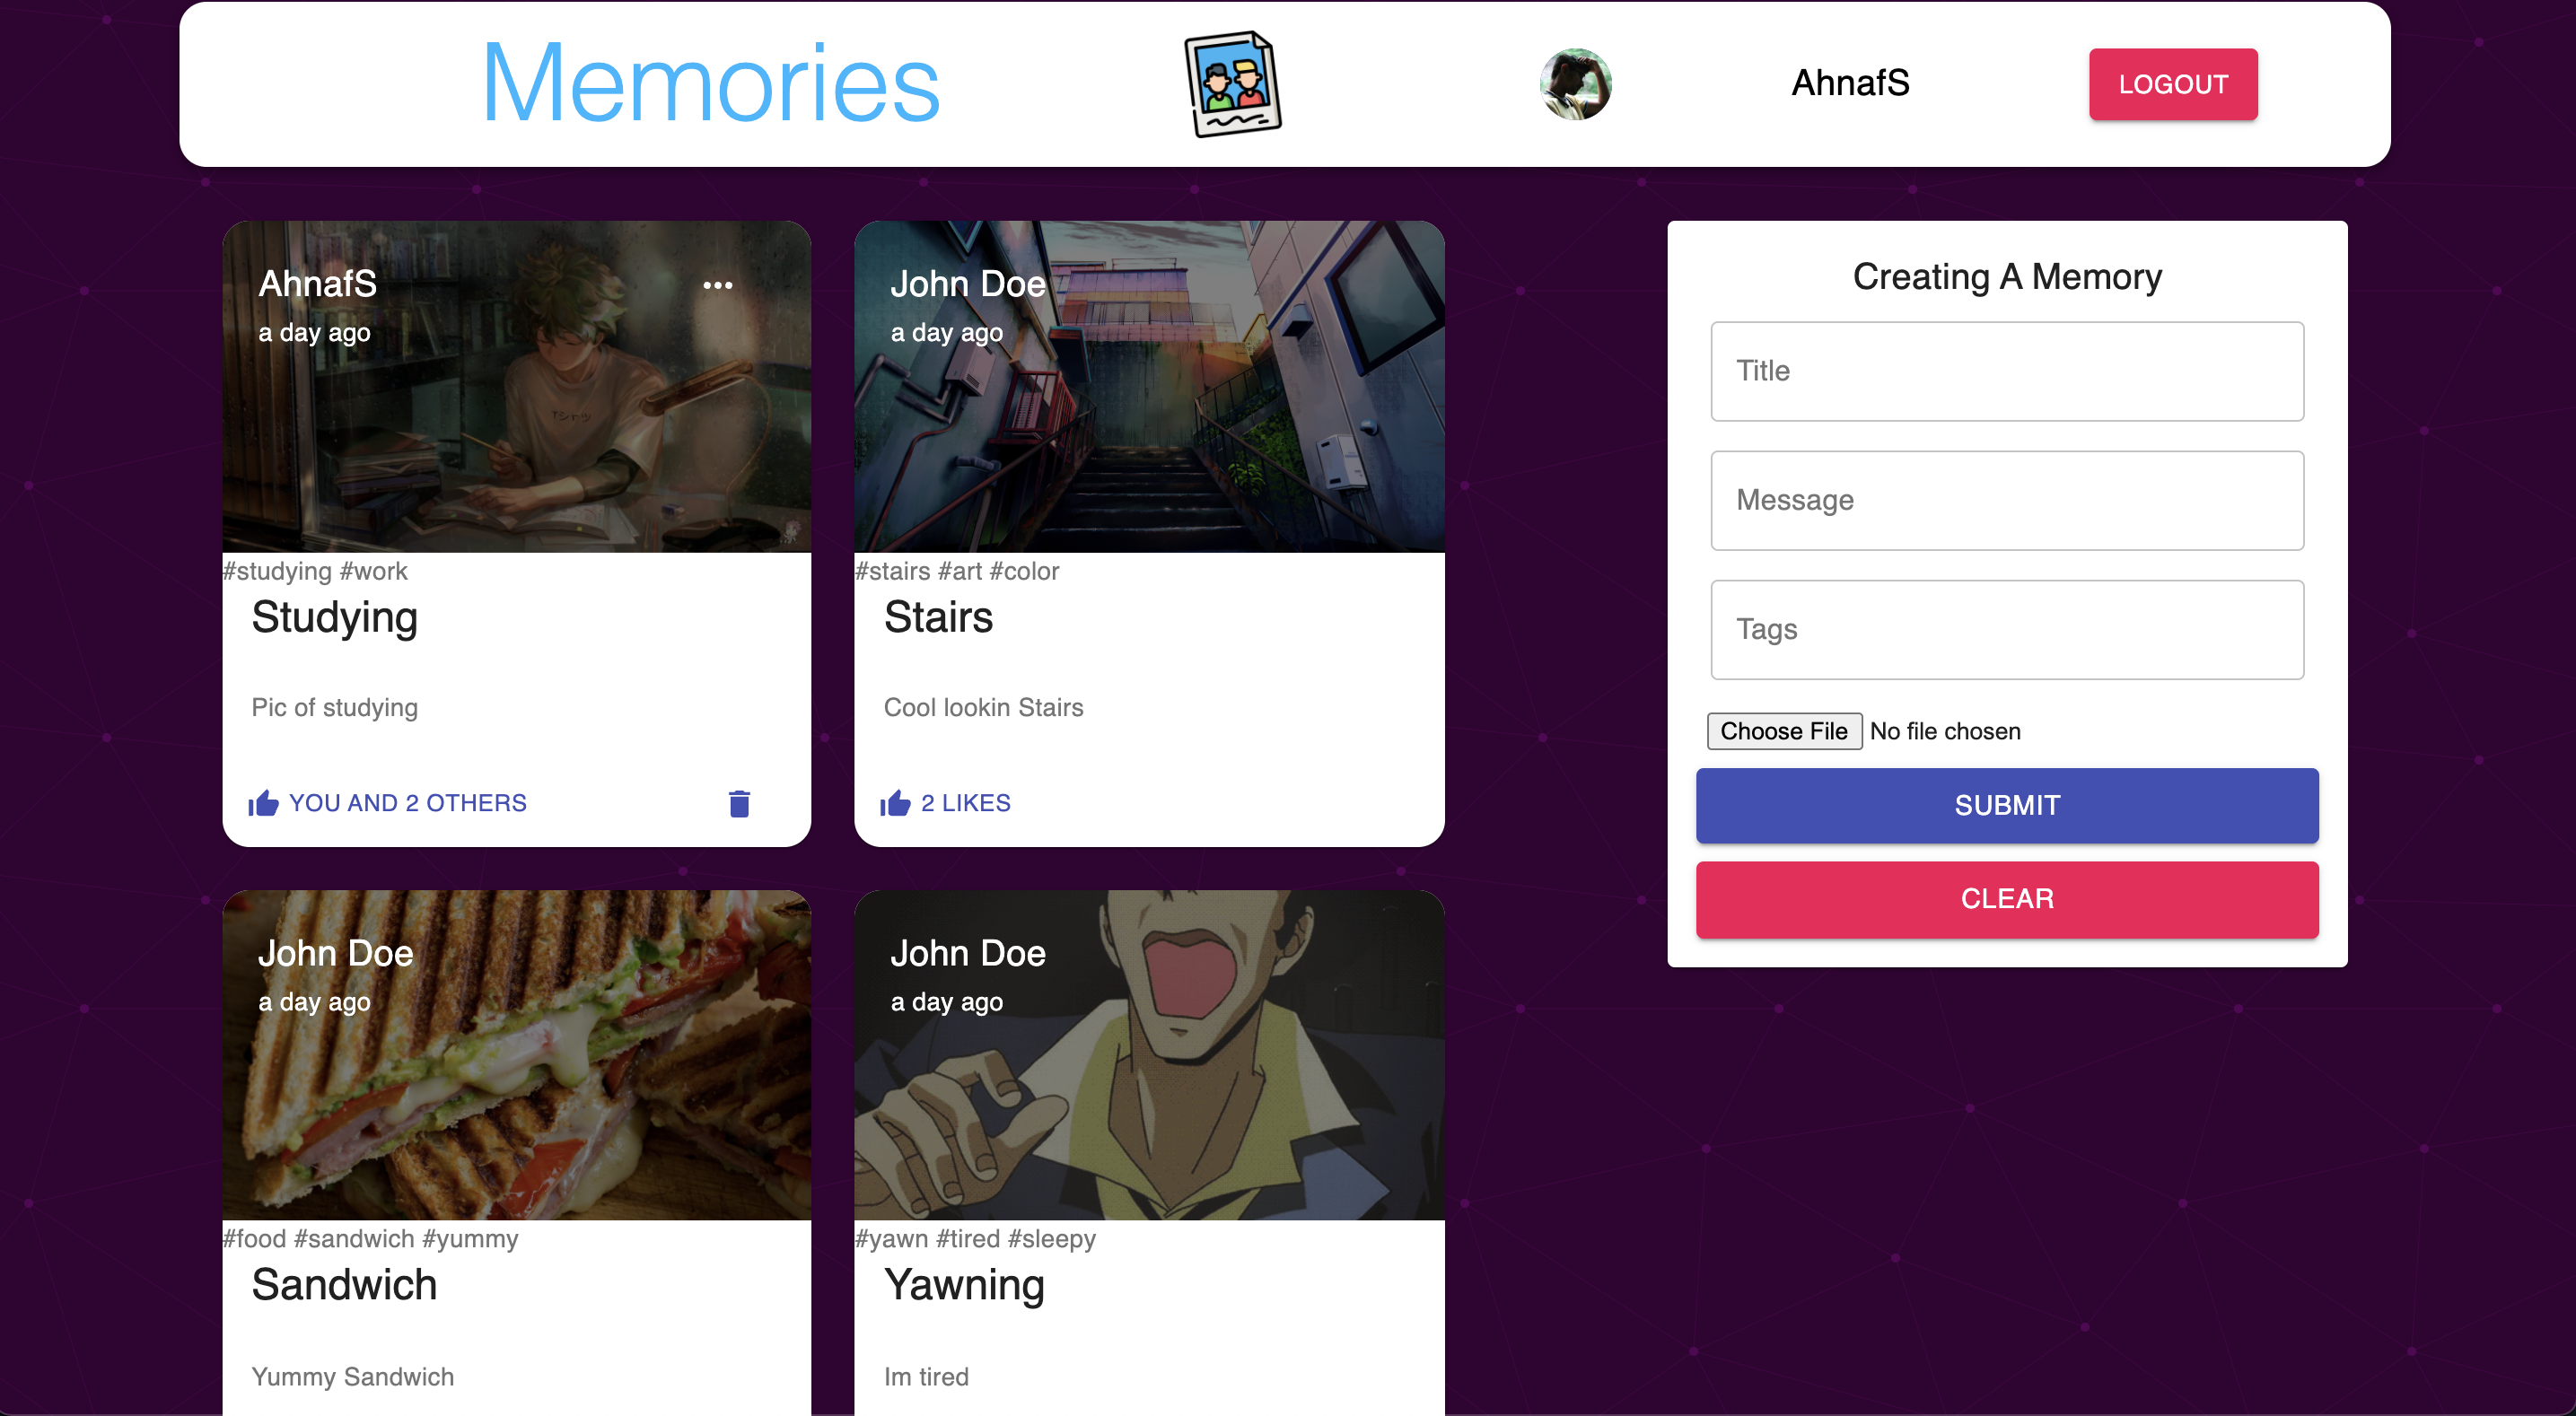 Memories
AhnafS
LOGOUT
AhnafS
a day ago
#studying #work
Studying
Pic of studying
YOU AND 2 OTHERS
John Doe
a day ago
#stairs #art #color
Stairs
Cool lookin Stairs
2 LIKES
John Doe
a day ago
#food #sandwich #yummy
Sandwich
Yummy Sandwich
John Doe
a day ago
#yawn #tired #sleepy
Yawning
Im tired
Creating A Memory
Title
Message
Tags
Choose File No file chosen
SUBMIT
CLEAR